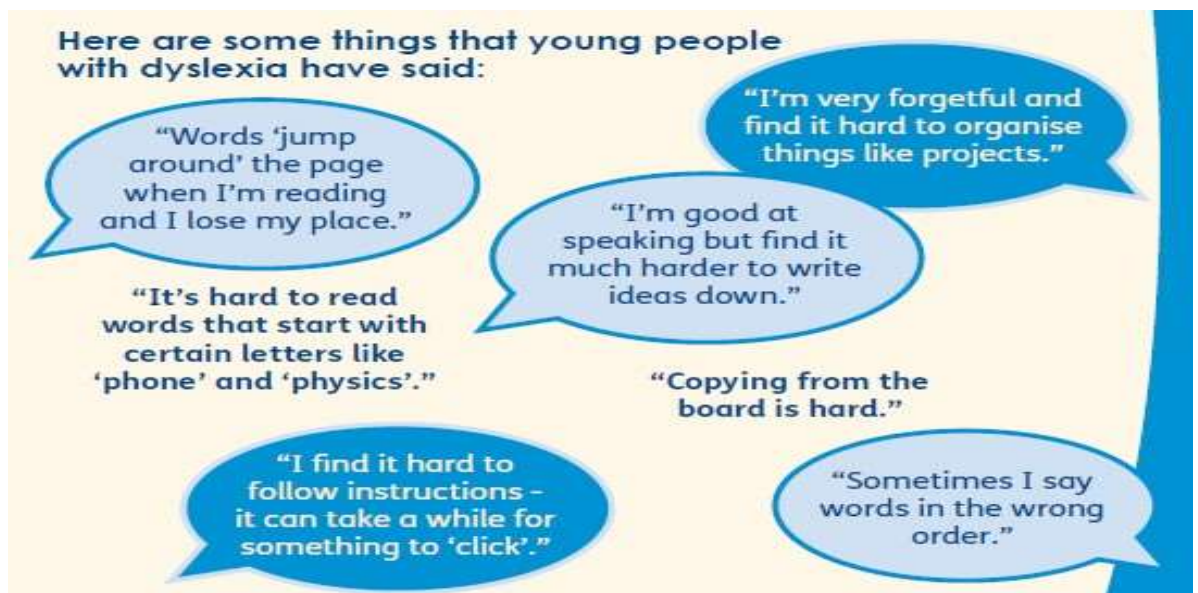 Here are some things that young people
with dyslexia have said:
“Words ‘jump
around’ the page
when I’m reading
and I lose my place.”
“I’m very forgetful and
find it hard to organise
things like projects.”
“I’m good at
speaking but find it
much harder to write
ideas down.”
“It’s hard to read
words that start with
certain letters like
‘phone’ and ‘physics’.”
“Copying from the
board is hard.”
“I find it hard to
follow instructions -
it can take a while for
something to ‘click’.”
“Sometimes I say
words in the wrong
order.”